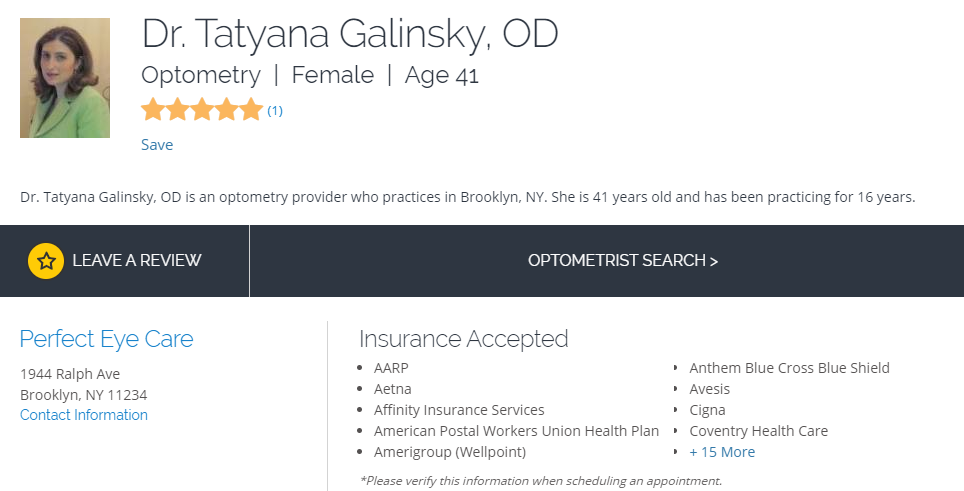 Dr. Tatyana Galinsky, OD
Optometry | Female | Age 41
(1)
Save
Dr. Tatyana Galinsky, OD is an optometry provider who practices in Brooklyn, NY. She is 41 years old and has been practicing for 16 years.
LEAVE A REVIEW
OPTOMETRIST SEARCH >
Perfect Eye Care
1944 Ralph Ave
Brooklyn, NY 11234
Contact Information
Insurance Accepted
AARP
Aetna
Affinity Insurance Services
American Postal Workers Union Health Plan
Amerigroup (Wellpoint)
Anthem Blue Cross Blue Shield
Avesis
Cigna
Coventry Health Care
+ 15 More
*Please verify this information when scheduling an appointment.